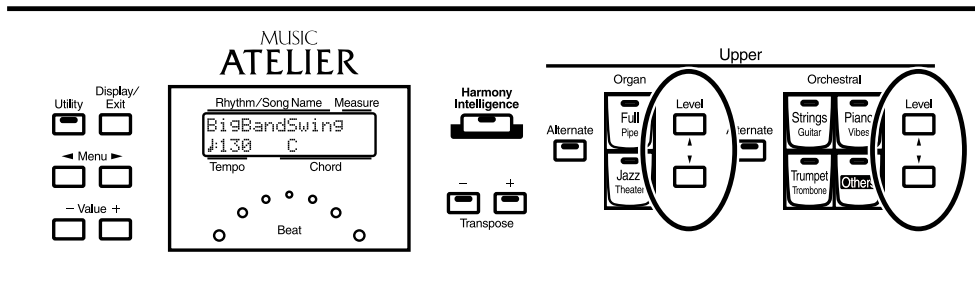 MUSIC
ATELIER
Upper
Organ
Orchestral
Utility
Display/
Exit
Rhythm/Song Name Measure
Harmony
Intelligence
Level
Level
BigBandSwing
♪:130 C
Tempo Chord
Alternate
Full
Pipe
Alternate
Strings
Guitar
Piano
Vibes
◄ Menu ►
Jazz
Theater
Trumpet
Trombone
Others
− Value +
− +
Transpose
Beat